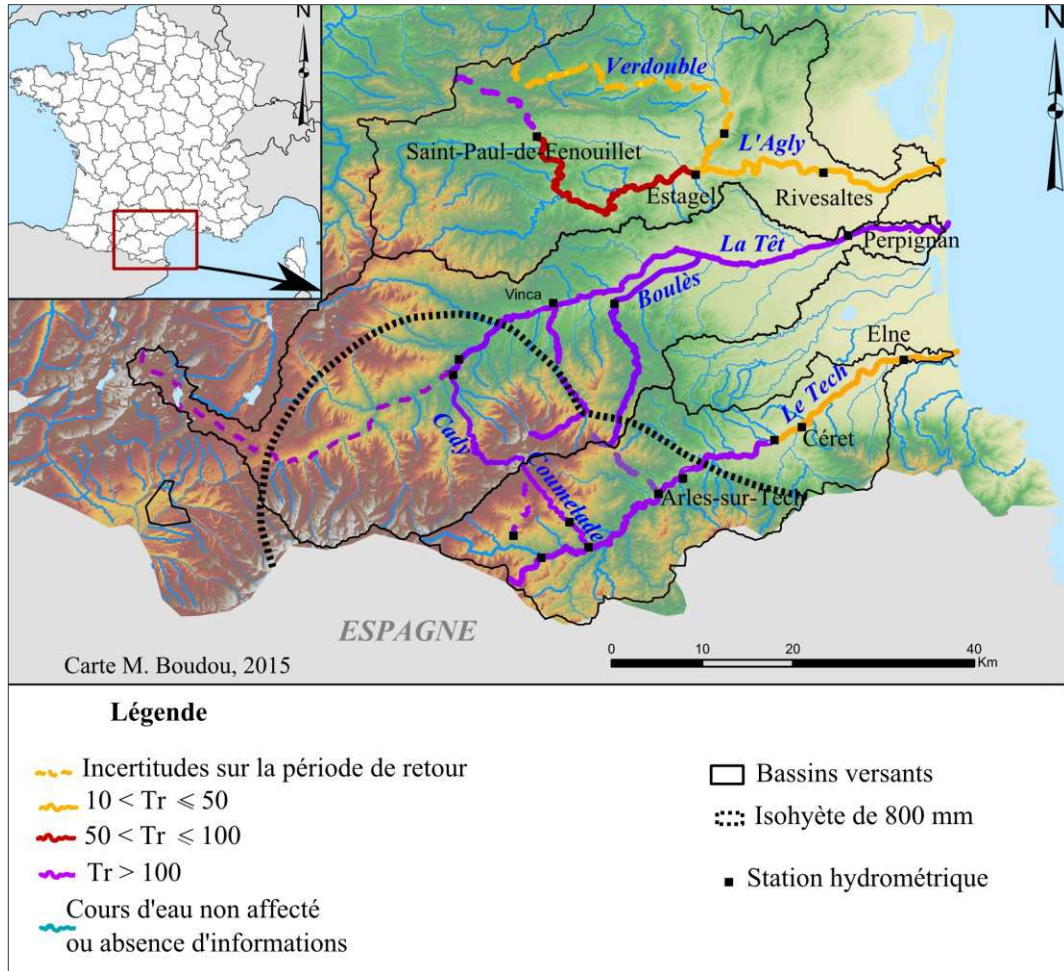 N
N
Verdouble
Saint-Paul-de-Fenouillet
L'Agly
Estagel
Rivesaltes
La Têt
Perpignan
Vinca
Boulès
Elne
Le Tech
Céret
Cady
Coumelade
Arles-sur-Tech
ESPAGNE
Carte M. Boudou, 2015
0 10 20 40
Km
Légende
Incertitudes sur la période de retour
10 < Tr ⩽ 50
50 < Tr ⩽ 100
Tr > 100
Cours d'eau non affecté
ou absence d'informations
Bassins versants
Isohyète de 800 mm
Station hydrométrique